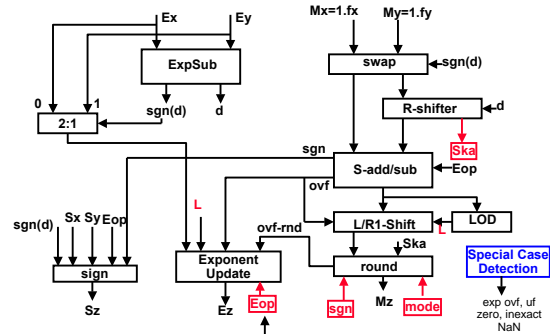 Ex
Ey
Mx=1.fx
My=1.fy
ExpSub
swap
sgn(d)
R-shifter
d
sgn(d)
d
0
1
2:1
Ska
sgn
S-add/sub
Eop
ovf
L
L/R1-Shift
L
LOD
sgn(d)
Sx
Sy
Eop
ovf-rnd
Ska
sign
Exponent
Update
round
Special Case
Detection
Sz
Ez
Eop
sgn
Mz
mode
exp ovf, uf
zero, inexact
NaN